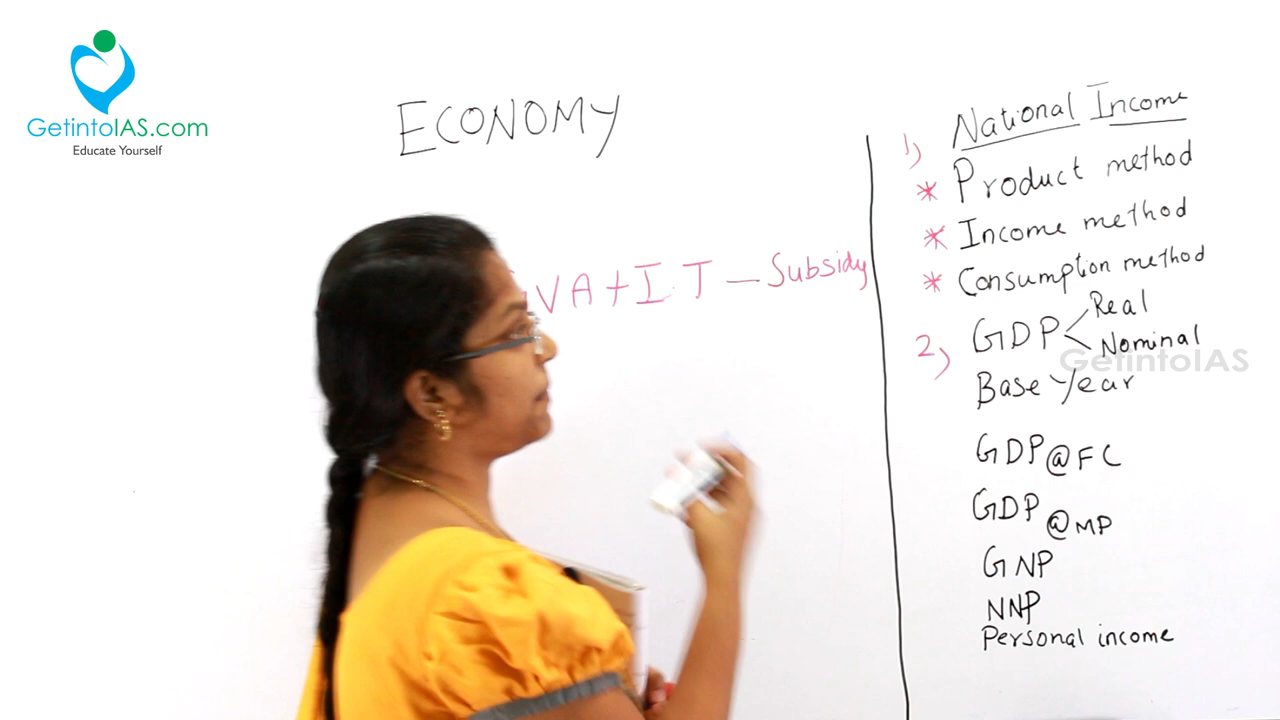 GetintoIAS.com
Educate Yourself
ECONOMY
VA + I.T — Subsidy
National Income
1)
* Product method
* Income method
* Consumption method
2) GDP < Real
Nominal
GetintoIAS
Base Year
GDP @ FC
GDP @ MP
GNP
NNP
Personal income